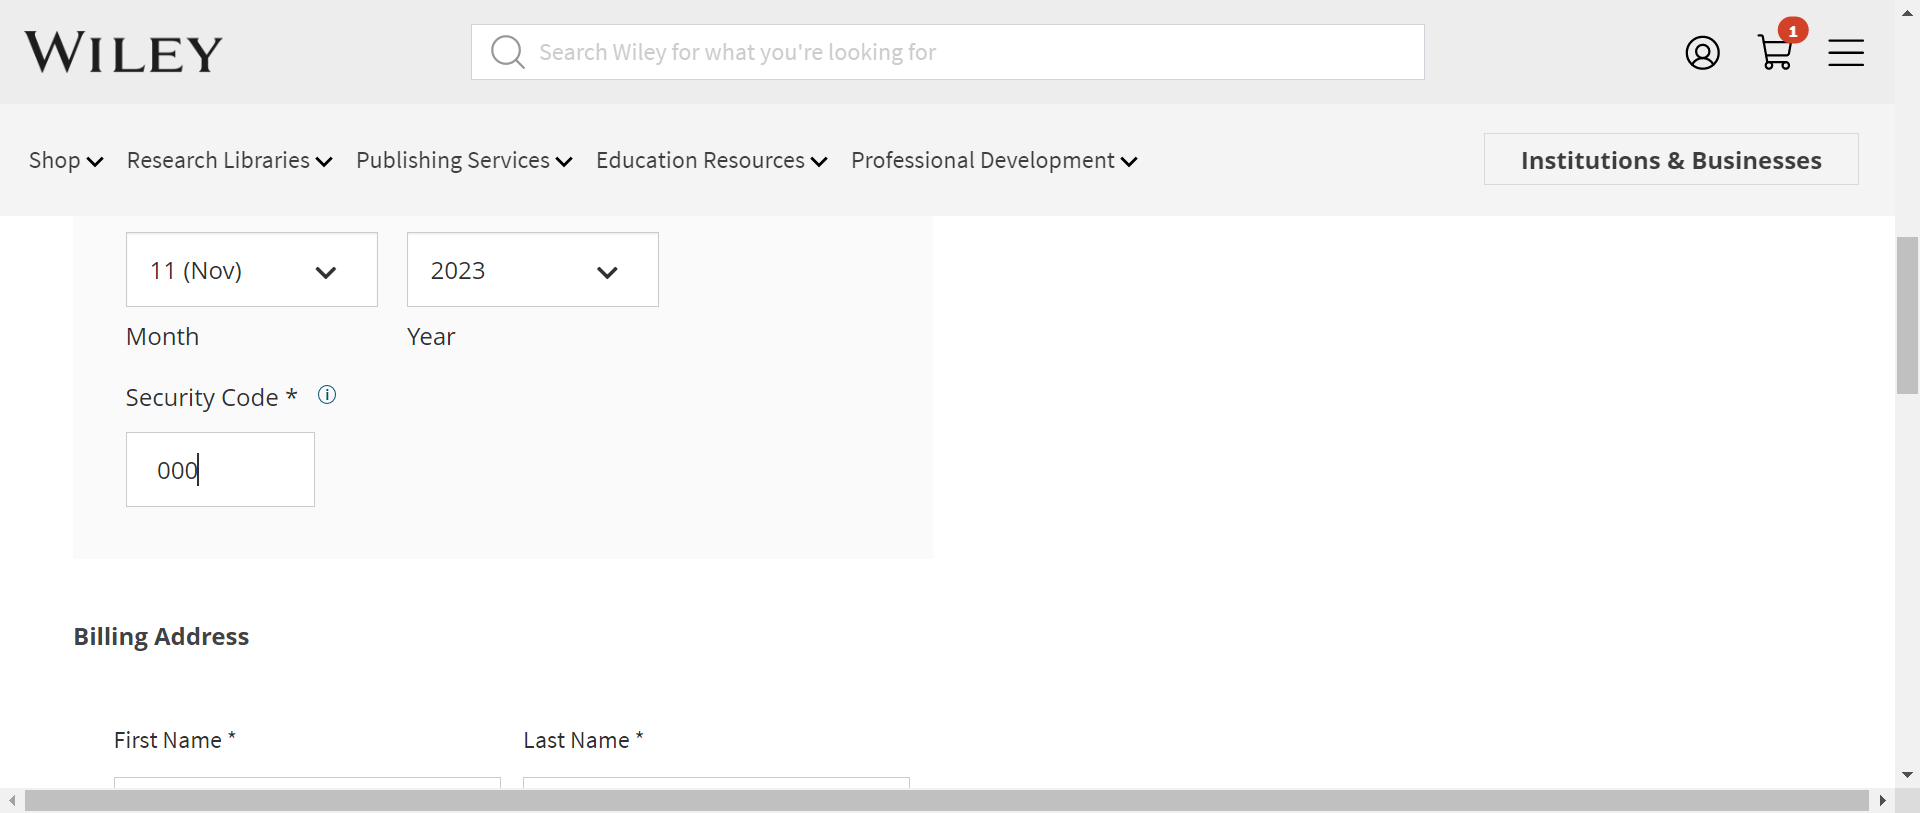 WILEY
Search Wiley for what you're looking for
1
Shop Research Libraries Publishing Services Education Resources Professional Development Institutions & Businesses
11 (Nov) 2023
Month Year
Security Code *
000
Billing Address
First Name * Last Name *